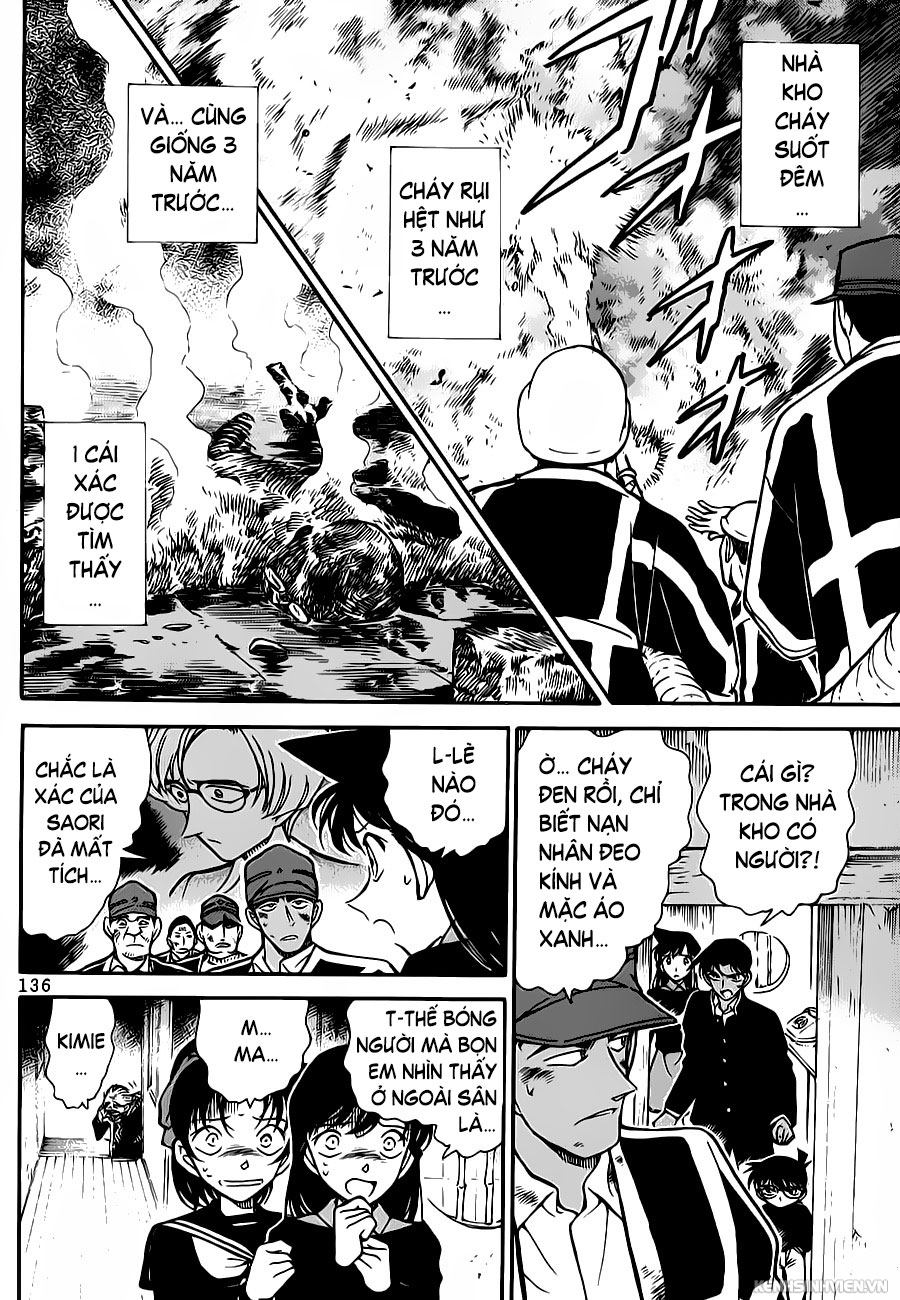 NHÀ
KHO
CHÁY
SUỐT
ĐÊM
...
CHÁY RỤI
HỆT NHƯ
3 NĂM
TRƯỚC
...
VÀ... CŨNG
GIỐNG 3
NĂM
TRƯỚC...
1 CÁI
XÁC
ĐƯỢC
TÌM
THẤY
...
CÁI GÌ?
TRONG NHÀ
KHO CÓ
NGƯỜI?!
Ờ... CHÁY
ĐEN RỒI, CHỈ
BIẾT NẠN
NHÂN ĐEO
KÍNH VÀ
MẶC ÁO
XANH...
L-LẼ
NÀO
ĐÓ...
CHẮC LÀ
XÁC CỦA
SAORI
ĐÃ MẤT
TÍCH...
136
T-THẾ BÓNG
NGƯỜI MÀ BỌN
EM NHÌN THẤY
Ở NGOÀI SÂN
LÀ...
M...
MA...
KIMIE
...
KENHSINHVIEN.VN